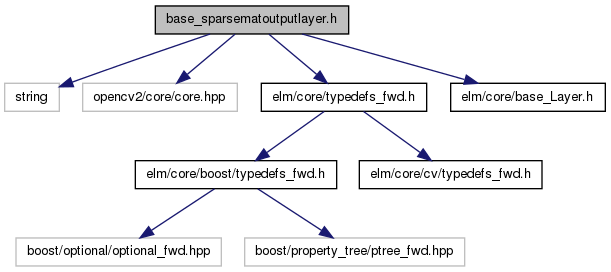 base_sparsematoutputlayer.h
string
opencv2/core/core.hpp
elm/core/typedefs_fwd.h
elm/core/base_Layer.h
elm/core/boost/typedefs_fwd.h
elm/core/cv/typedefs_fwd.h
boost/optional/optional_fwd.hpp
boost/property_tree/ptree_fwd.hpp